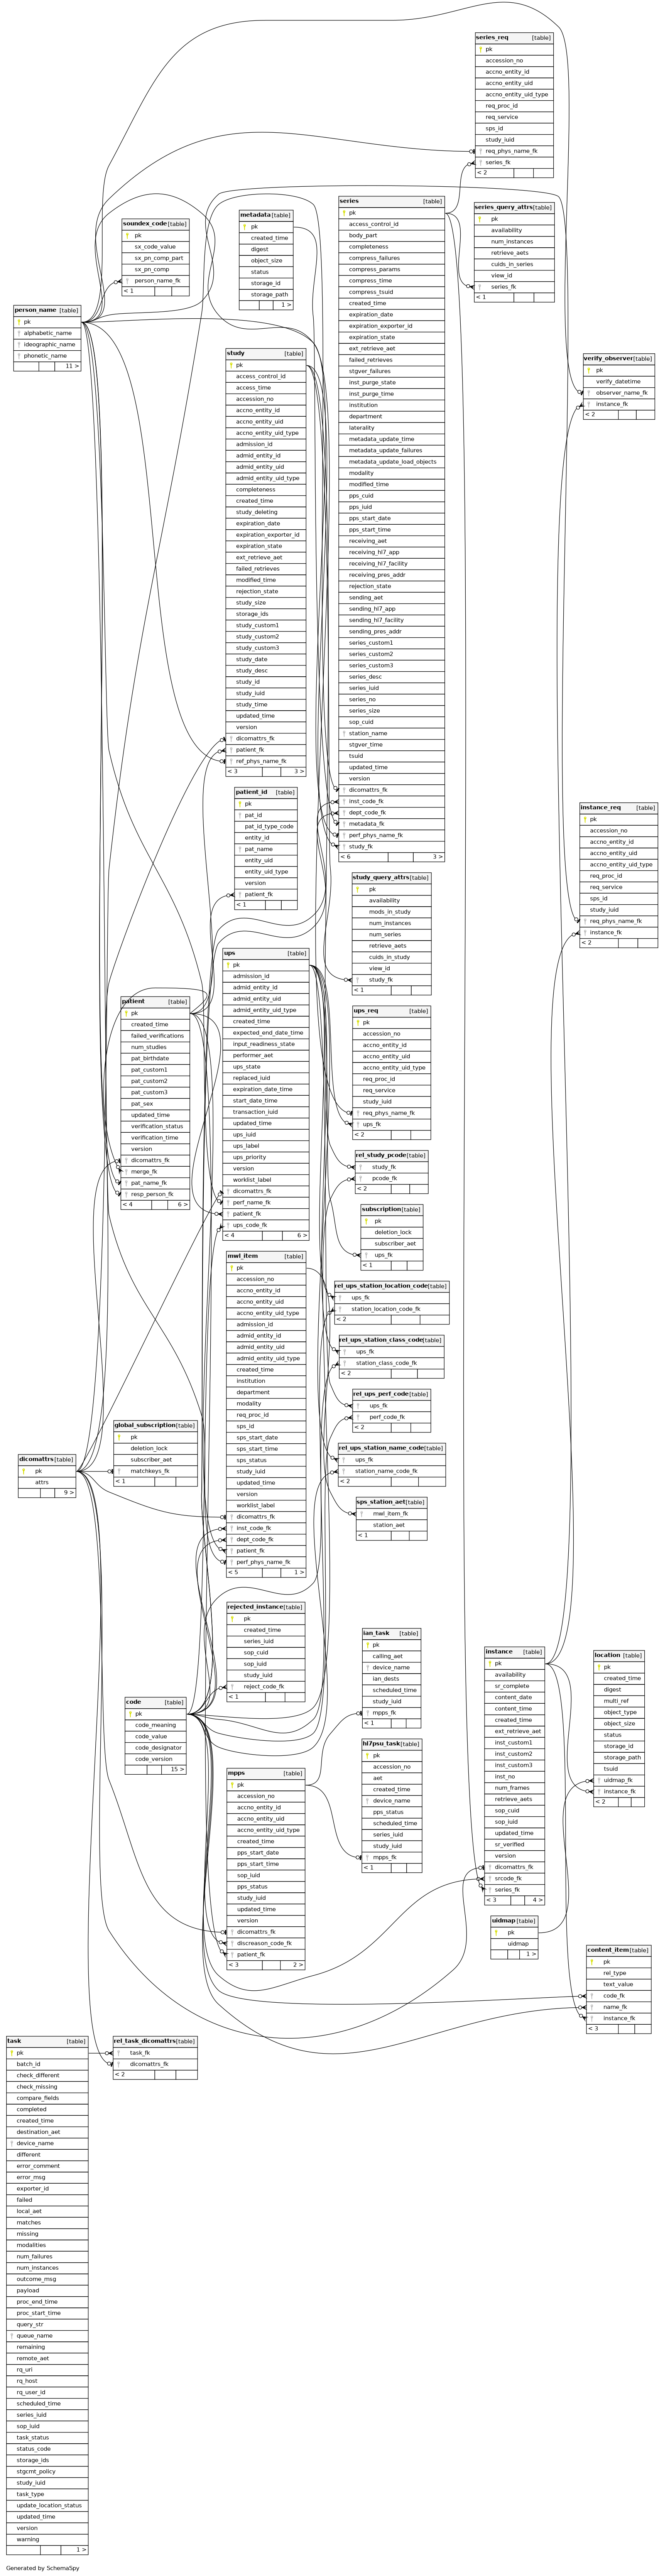 series_req [table]
pk
accession_no
accno_entity_id
accno_entity_uid
accno_entity_uid_type
req_proc_id
req_service
sps_id
study_iuid
req_phys_name_fk
series_fk
< 2
soundex_code [table]
pk
sx_code_value
sx_pn_comp_part
sx_pn_comp
person_name_fk
< 1
metadata [table]
pk
created_time
digest
object_size
status
storage_id
storage_path
1 >
series [table]
pk
access_control_id
body_part
completeness
compress_failures
compress_params
compress_time
compress_tsuid
created_time
expiration_date
expiration_exporter_id
expiration_state
ext_retrieve_aet
failed_retrieves
stgver_failures
inst_purge_state
inst_purge_time
institution
department
laterality
metadata_update_time
metadata_update_failures
metadata_update_load_objects
modality
modified_time
pps_cuid
pps_iuid
pps_start_date
pps_start_time
receiving_aet
receiving_hl7_app
receiving_hl7_facility
receiving_pres_addr
rejection_state
sending_aet
sending_hl7_app
sending_hl7_facility
sending_pres_addr
series_custom1
series_custom2
series_custom3
series_desc
series_iuid
series_no
series_size
sop_cuid
station_name
stgver_time
tsuid
updated_time
version
dicomattrs_fk
inst_code_fk
dept_code_fk
metadata_fk
perf_phys_name_fk
study_fk
< 6 3 >
series_query_attrs [table]
pk
availability
num_instances
retrieve_aets
cuids_in_series
view_id
series_fk
< 1
person_name [table]
pk
alphabetic_name
ideographic_name
phonetic_name
11 >
study [table]
pk
access_control_id
access_time
accession_no
accno_entity_id
accno_entity_uid
accno_entity_uid_type
admission_id
admid_entity_id
admid_entity_uid
admid_entity_uid_type
completeness
created_time
study_deleting
expiration_date
expiration_exporter_id
expiration_state
ext_retrieve_aet
failed_retrieves
modified_time
rejection_state
study_size
storage_ids
study_custom1
study_custom2
study_custom3
study_date
study_desc
study_id
study_iuid
study_time
updated_time
version
dicomattrs_fk
patient_fk
ref_phys_name_fk
< 3 3 >
verify_observer [table]
pk
verify_datetime
observer_name_fk
instance_fk
< 2
patient_id [table]
pk
pat_id
pat_id_type_code
entity_id
pat_name
entity_uid
entity_uid_type
version
patient_fk
< 1
instance_req [table]
pk
accession_no
accno_entity_id
accno_entity_uid
accno_entity_uid_type
req_proc_id
req_service
sps_id
study_iuid
req_phys_name_fk
instance_fk
< 2
study_query_attrs [table]
pk
availability
mods_in_study
num_instances
num_series
retrieve_aets
cuids_in_study
view_id
study_fk
< 1
ups [table]
pk
admission_id
admid_entity_id
admid_entity_uid
admid_entity_uid_type
created_time
expected_end_date_time
input_readiness_state
performer_aet
ups_state
replaced_iuid
expiration_date_time
start_date_time
transaction_iuid
updated_time
ups_iuid
ups_label
ups_priority
version
worklist_label
dicomattrs_fk
perf_name_fk
patient_fk
ups_code_fk
< 4 6 >
patient [table]
pk
created_time
failed_verifications
num_studies
pat_birthdate
pat_custom1
pat_custom2
pat_custom3
pat_sex
updated_time
verification_status
verification_time
version
dicomattrs_fk
merge_fk
pat_name_fk
resp_person_fk
< 4 6 >
ups_req [table]
pk
accession_no
accno_entity_id
accno_entity_uid
accno_entity_uid_type
req_proc_id
req_service
study_iuid
req_phys_name_fk
ups_fk
< 2
rel_study_pcode [table]
study_fk
pcode_fk
< 2
subscription [table]
pk
deletion_lock
subscriber_aet
ups_fk
< 1
mwl_item [table]
pk
accession_no
accno_entity_id
accno_entity_uid
accno_entity_uid_type
admission_id
admid_entity_id
admid_entity_uid
admid_entity_uid_type
created_time
institution
department
modality
req_proc_id
sps_id
sps_start_date
sps_start_time
sps_status
study_iuid
updated_time
version
worklist_label
dicomattrs_fk
inst_code_fk
dept_code_fk
patient_fk
perf_phys_name_fk
< 5 1 >
rel_ups_station_location_code [table]
ups_fk
station_location_code_fk
< 2
rel_ups_station_class_code [table]
ups_fk
station_class_code_fk
< 2
rel_ups_perf_code [table]
ups_fk
perf_code_fk
< 2
rel_ups_station_name_code [table]
ups_fk
station_name_code_fk
< 2
global_subscription [table]
pk
deletion_lock
subscriber_aet
matchkeys_fk
< 1
dicomattrs [table]
pk
attrs
9 >
sps_station_aet [table]
mwl_item_fk
station_aet
< 1
rejected_instance [table]
pk
created_time
series_iuid
sop_cuid
sop_iuid
study_iuid
reject_code_fk
< 1
ian_task [table]
pk
calling_aet
device_name
ian_dests
scheduled_time
study_iuid
mpps_fk
< 1
instance [table]
pk
availability
sr_complete
content_date
content_time
created_time
ext_retrieve_aet
inst_custom1
inst_custom2
inst_custom3
inst_no
num_frames
retrieve_aets
sop_cuid
sop_iuid
updated_time
sr_verified
version
dicomattrs_fk
srcode_fk
series_fk
< 3 4 >
location [table]
pk
created_time
digest
multi_ref
object_type
object_size
status
storage_id
storage_path
tsuid
uidmap_fk
instance_fk
< 2
code [table]
pk
code_meaning
code_value
code_designator
code_version
15 >
hl7psu_task [table]
pk
accession_no
aet
created_time
device_name
pps_status
scheduled_time
series_iuid
study_iuid
mpps_fk
< 1
mpps [table]
pk
accession_no
accno_entity_id
accno_entity_uid
accno_entity_uid_type
created_time
pps_start_date
pps_start_time
sop_iuid
pps_status
study_iuid
updated_time
version
dicomattrs_fk
discreason_code_fk
patient_fk
< 3 2 >
uidmap [table]
pk
uidmap
1 >
content_item [table]
pk
rel_type
text_value
code_fk
name_fk
instance_fk
< 3
task [table]
pk
batch_id
check_different
check_missing
compare_fields
completed
created_time
destination_aet
device_name
different
error_comment
error_msg
exporter_id
failed
local_aet
matches
missing
modalities
num_failures
num_instances
outcome_msg
payload
proc_end_time
proc_start_time
query_str
queue_name
remaining
remote_aet
rq_uri
rq_host
rq_user_id
scheduled_time
series_iuid
sop_iuid
task_status
status_code
storage_ids
stgcmt_policy
study_iuid
task_type
update_location_status
updated_time
version
warning
1 >
rel_task_dicomattrs [table]
task_fk
dicomattrs_fk
< 2
Generated by SchemaSpy